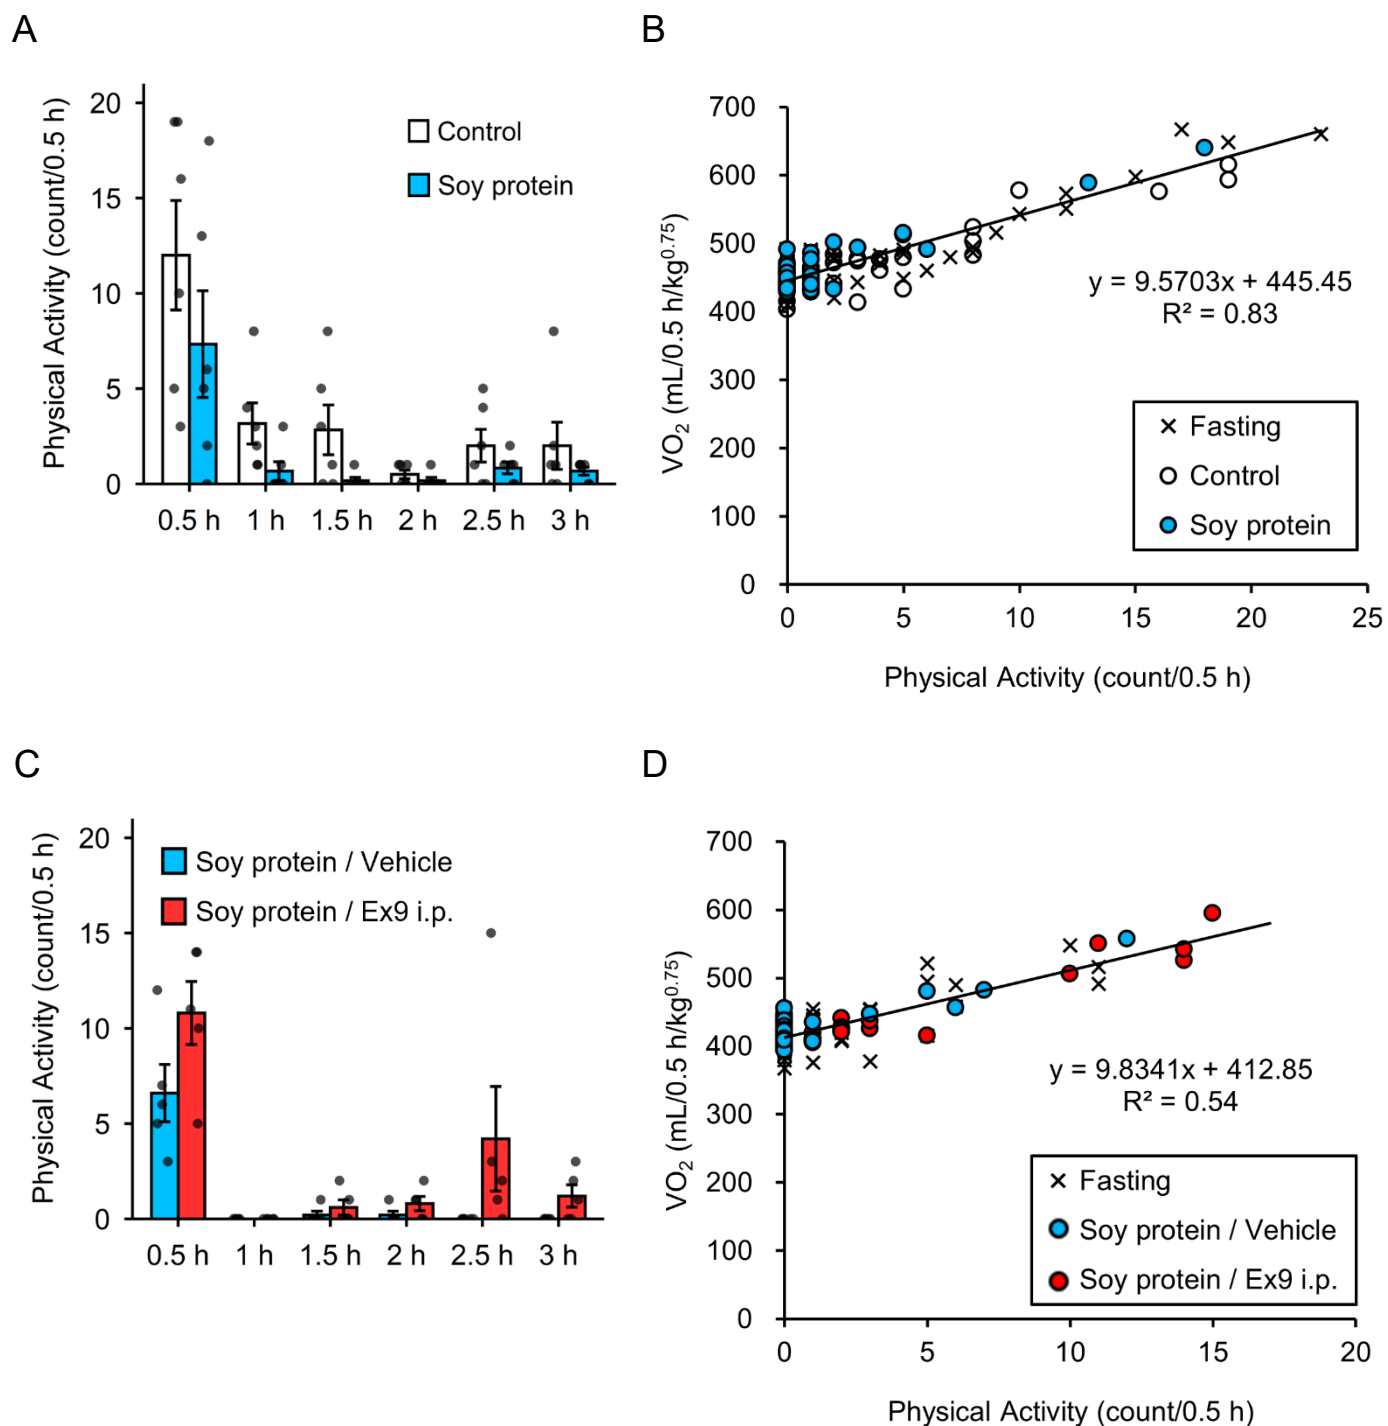 A
Physical Activity (count/0.5 h)
20
15
10
5
0
Control
Soy protein
0.5 h 1 h 1.5 h 2 h 2.5 h 3 h
B
VO₂ (mL/0.5 h/kg⁰·⁷⁵)
700
600
500
400
300
200
100
0
y = 9.5703x + 445.45
R² = 0.83
Fasting
Control
Soy protein
0 5 10 15 20 25
Physical Activity (count/0.5 h)
C
Physical Activity (count/0.5 h)
20
15
10
5
0
Soy protein / Vehicle
Soy protein / Ex9 i.p.
0.5 h 1 h 1.5 h 2 h 2.5 h 3 h
D
VO₂ (mL/0.5 h/kg⁰·⁷⁵)
700
600
500
400
300
200
100
0
y = 9.8341x + 412.85
R² = 0.54
Fasting
Soy protein / Vehicle
Soy protein / Ex9 i.p.
0 5 10 15 20
Physical Activity (count/0.5 h)